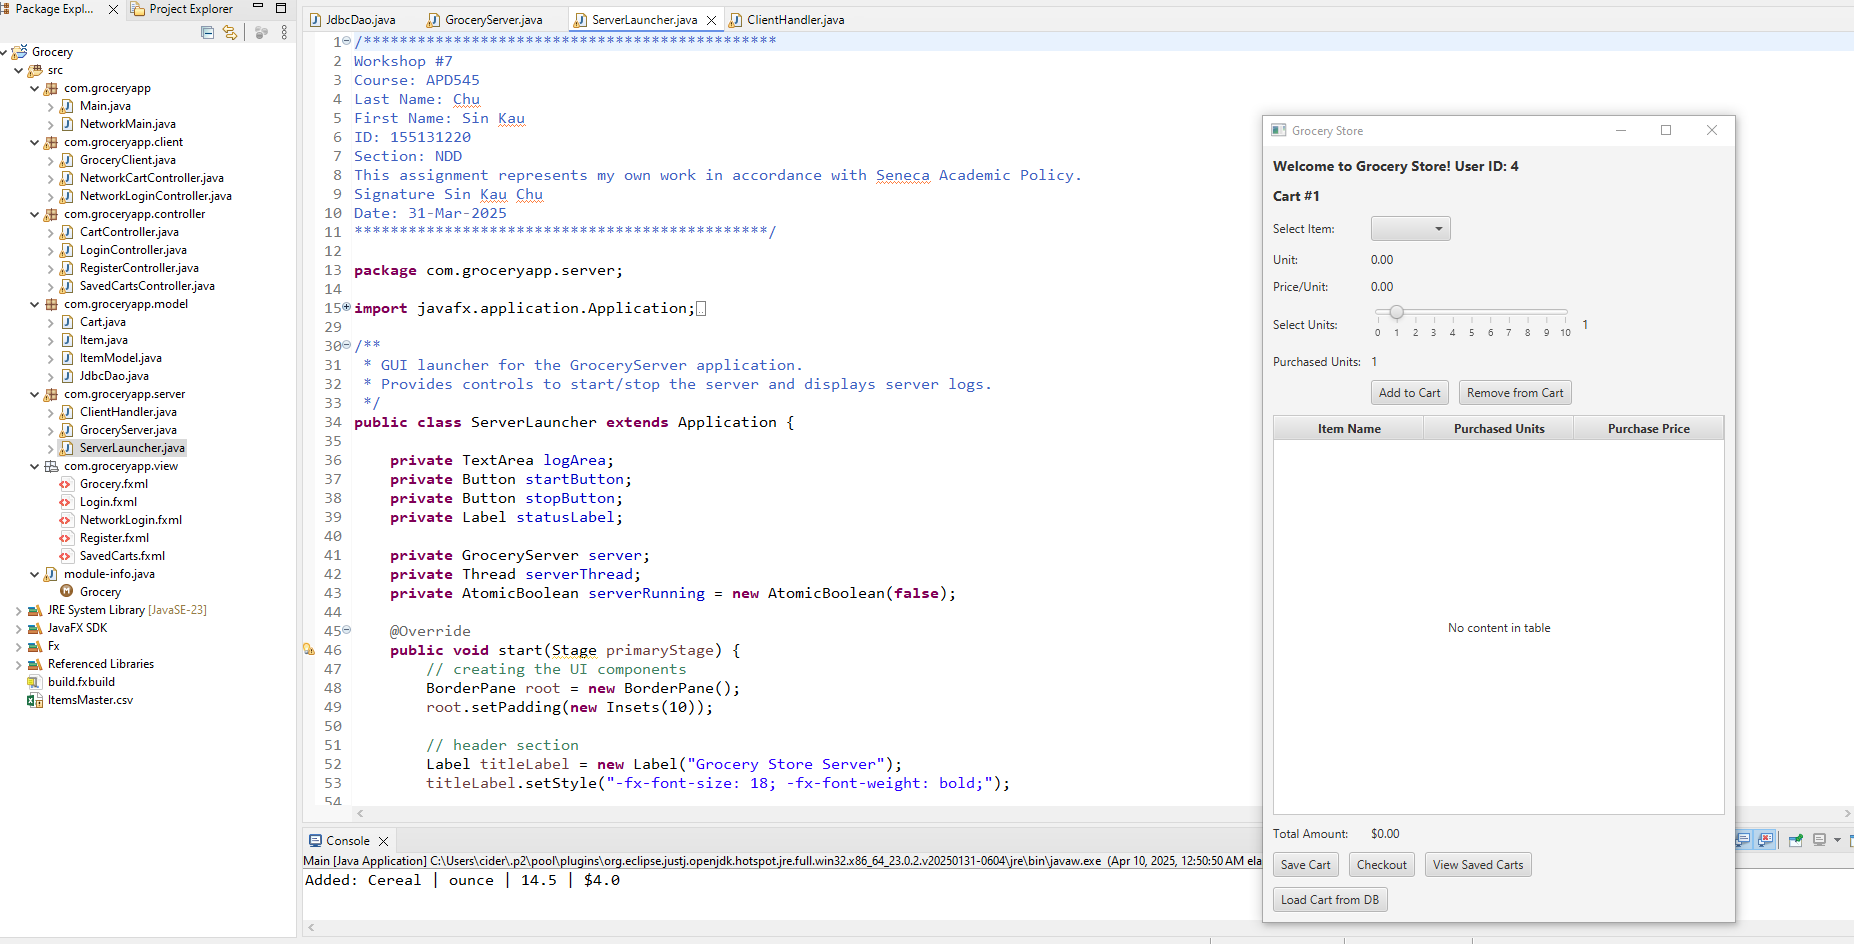 Package Expl...
Project Explorer
Grocery
src
com.groceryapp
Main.java
NetworkMain.java
com.groceryapp.client
GroceryClient.java
NetworkCartController.java
NetworkLoginController.java
com.groceryapp.controller
CartController.java
LoginController.java
RegisterController.java
SavedCartsController.java
com.groceryapp.model
Cart.java
Item.java
ItemModel.java
JdbcDao.java
com.groceryapp.server
ClientHandler.java
GroceryServer.java
ServerLauncher.java
com.groceryapp.view
Grocery.fxml
Login.fxml
NetworkLogin.fxml
Register.fxml
SavedCarts.fxml
module-info.java
Grocery
JRE System Library [JavaSE-23]
JavaFX SDK
Fx
Referenced Libraries
build.fxbuild
ItemsMaster.csv
JdbcDao.java GroceryServer.java ServerLauncher.java ClientHandler.java
1 /**********************************************
2 Workshop #7
3 Course: APD545
4 Last Name: Chu
5 First Name: Sin Kau
6 ID: 155131220
7 Section: NDD
8 This assignment represents my own work in accordance with Seneca Academic Policy.
9 Signature Sin Kau Chu
10 Date: 31-Mar-2025
11 **********************************************/
12
13 package com.groceryapp.server;
14
15 import javafx.application.Application;
29
30 /**
31 * GUI launcher for the GroceryServer application.
32 * Provides controls to start/stop the server and displays server logs.
33 */
34 public class ServerLauncher extends Application {
35
36 private TextArea logArea;
37 private Button startButton;
38 private Button stopButton;
39 private Label statusLabel;
40
41 private GroceryServer server;
42 private Thread serverThread;
43 private AtomicBoolean serverRunning = new AtomicBoolean(false);
44
45 @Override
46 public void start(Stage primaryStage) {
47 // creating the UI components
48 BorderPane root = new BorderPane();
49 root.setPadding(new Insets(10));
50
51 // header section
52 Label titleLabel = new Label("Grocery Store Server");
53 titleLabel.setStyle("-fx-font-size: 18; -fx-font-weight: bold;");
54
Console
Main [Java Application] C:\Users\cider\.p2\pool\plugins\org.eclipse.justj.openjdk.hotspot.jre.full.win32.x86_64_23.0.2.v20250131-0604\jre\bin\javaw.exe (Apr 10, 2025, 12:50:50 AM ela
Added: Cereal | ounce | 14.5 | $4.0
Grocery Store
Welcome to Grocery Store! User ID: 4
Cart #1
Select Item:
Unit: 0.00
Price/Unit: 0.00
Select Units: 1
0 1 2 3 4 5 6 7 8 9 10
Purchased Units: 1
Add to Cart Remove from Cart
Item Name Purchased Units Purchase Price
No content in table
Total Amount: $0.00
Save Cart Checkout View Saved Carts
Load Cart from DB